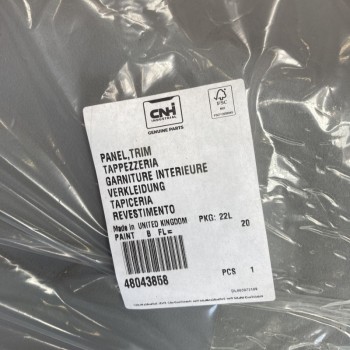 CNH
INDUSTRIAL
GENUINE PARTS
FSC
PANEL,TRIM
TAPPEZZERIA
GARNITURE INTERIEURE
VERKLEIDUNG
TAPICERIA
REVESTIMENTO
Made in UNITED KINGDOM PKG: 22L 20
PAINT B FL=
48043858 PCS 1